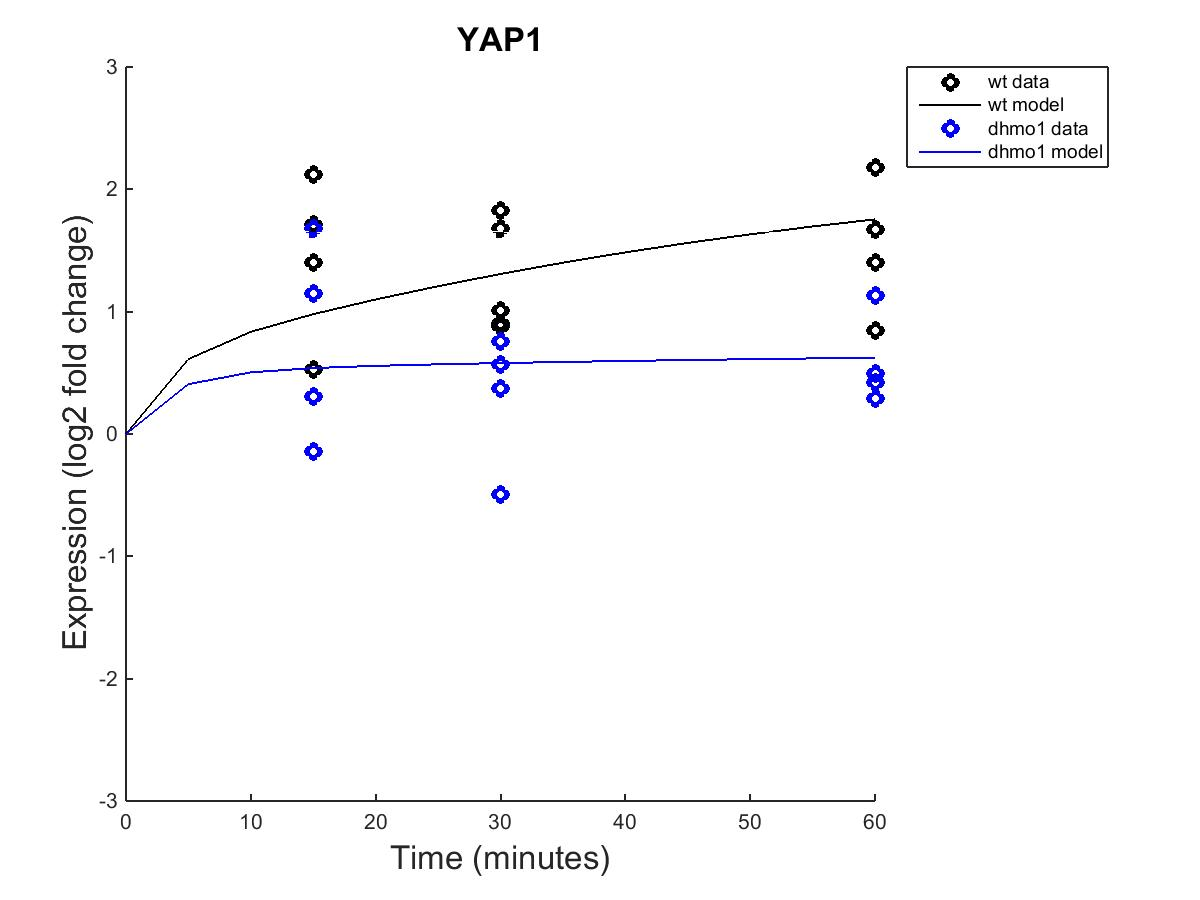 YAP1
wt data
wt model
dhmo1 data
dhmo1 model
Expression (log2 fold change)
3
2
1
0
-1
-2
-3
0 10 20 30 40 50 60
Time (minutes)